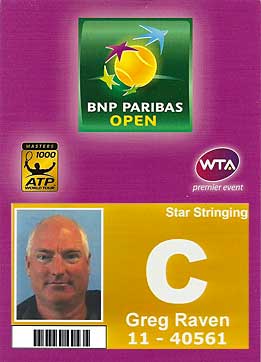 BNP PARIBAS
OPEN
MASTERS
1000
ATP
WORLD TOUR
WTA
premier event
Star Stringing
C
Greg Raven
11 - 40561